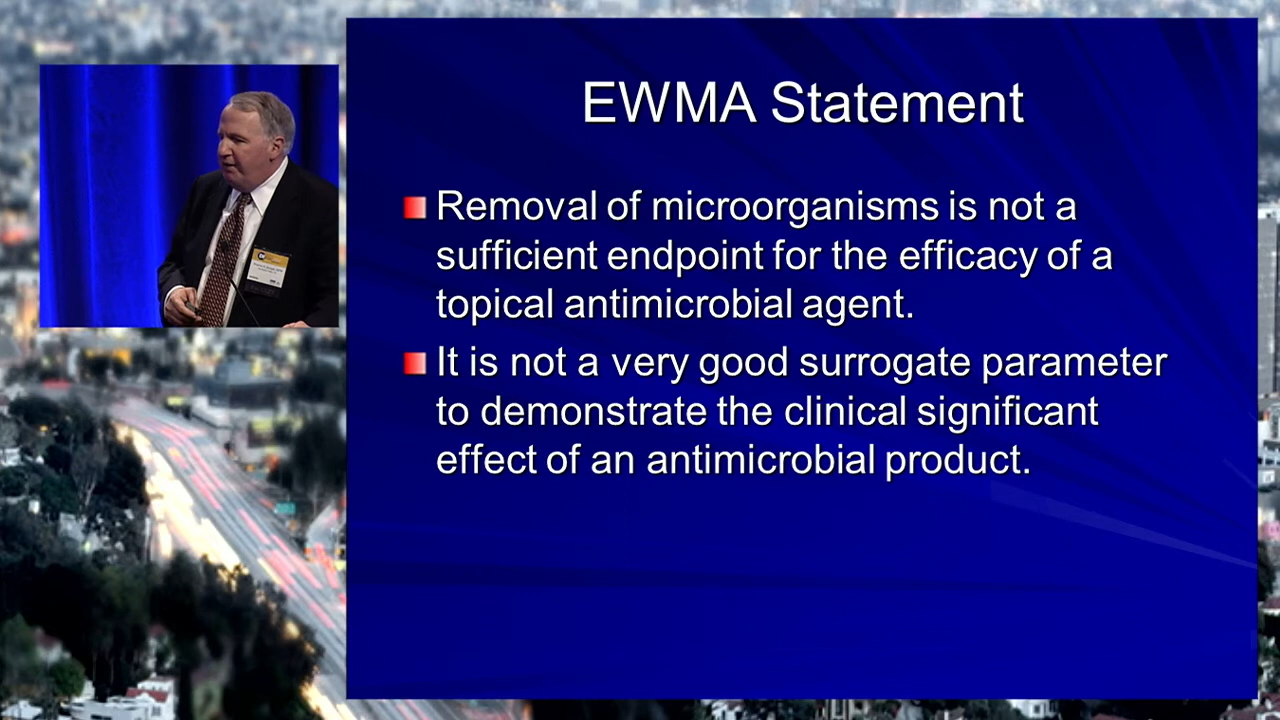 EWMA Statement
Removal of microorganisms is not a
sufficient endpoint for the efficacy of a
topical antimicrobial agent.
It is not a very good surrogate parameter
to demonstrate the clinical significant
effect of an antimicrobial product.